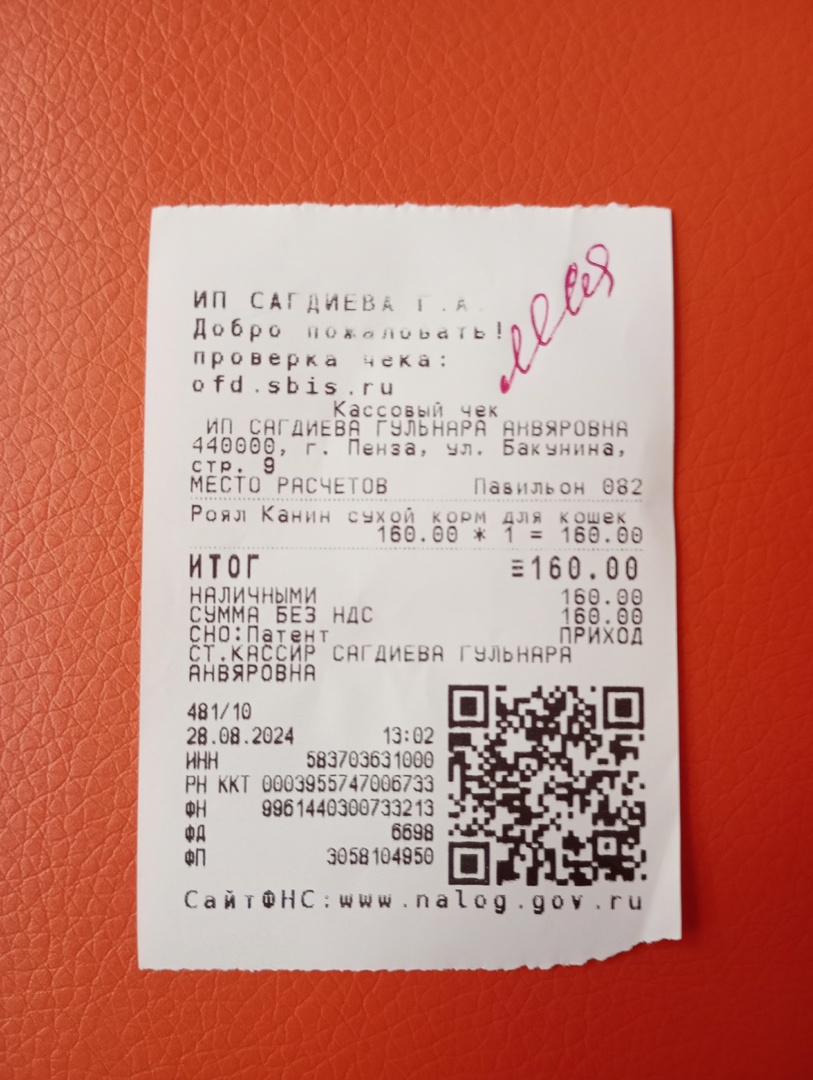 ИП САГДИЕВА Г.А.
Добро пожаловать!
проверка чека:
ofd.sbis.ru
Кассовый чек
ИП САГДИЕВА ГУЛЬНАРА АНВЯРОВНА
440000, г. Пенза, ул. Бакунина,
стр. 9
МЕСТО РАСЧЕТОВ Павильон 082
Роял Канин сухой корм для кошек
160.00 * 1 = 160.00
ИТОГ ≡160.00
НАЛИЧНЫМИ 160.00
СУММА БЕЗ НДС 160.00
СНО:Патент ПРИХОД
СТ.КАССИР САГДИЕВА ГУЛЬНАРА
АНВЯРОВНА
481/10
28.08.2024 13:02
ИНН 583703631000
РН ККТ 0003955747006733
ФН 9961440300733213
ФД 6698
ФП 3058104950
СайтФНС:www.nalog.gov.ru